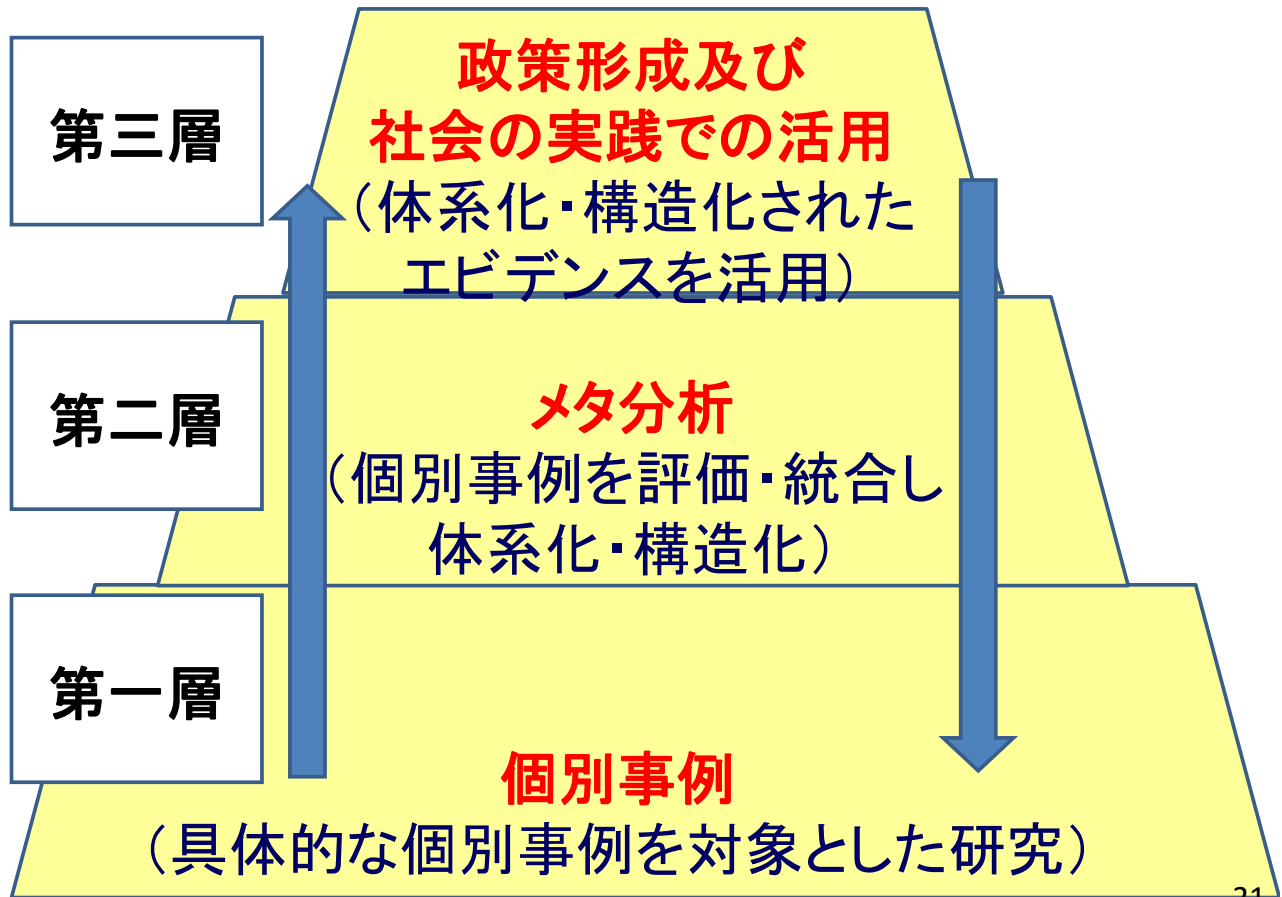 第三層
政策形成及び
社会の実践での活用
（体系化・構造化された
エビデンスを活用）
第二層
メタ分析
（個別事例を評価・統合し
体系化・構造化）
第一層
個別事例
（具体的な個別事例を対象とした研究）